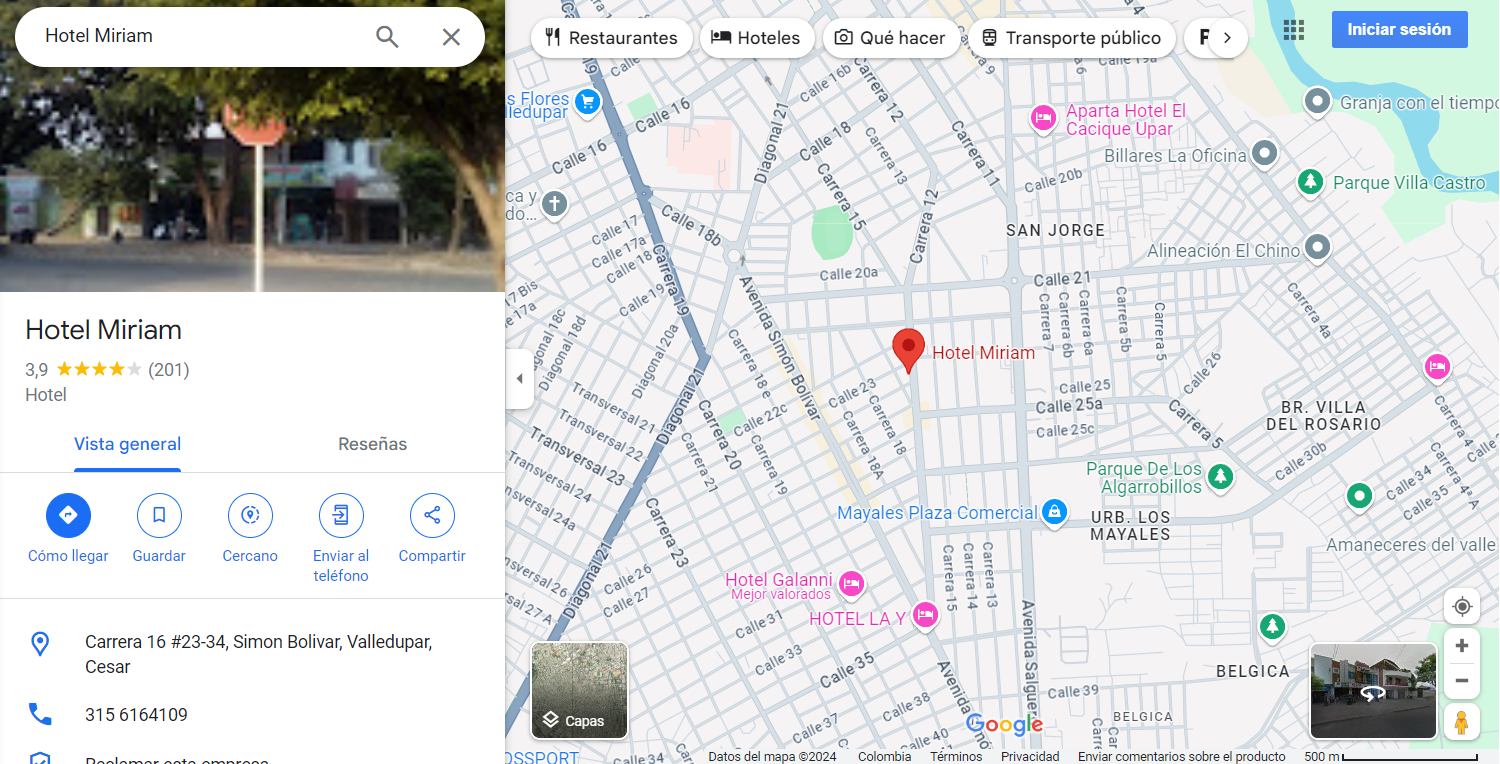 Hotel Miriam
Hotel Miriam
3,9 (201)
Hotel
Vista general
Reseñas
Cómo llegar
Guardar
Cercano
Enviar al
teléfono
Compartir
Carrera 16 #23-34, Simon Bolivar, Valledupar,
Cesar
315 6164109
Reclamar esta empresa
Restaurantes
Hoteles
Qué hacer
Transporte público
Iniciar sesión
s Flores
lledupar
Calle 16
Calle 16
Diagonal 21
Calle 16b
Carrera 12
Calle 18
Carrera 9
Calle 19a
Carrera 11
Carrera 15
Carrera 12
Aparta Hotel El
Cacique Upar
Granja con el tiempo
Billares La Oficina
Calle 20b
Parque Villa Castro
ca y
do...
Calle 17
Calle 17a
Calle 18
Calle 18b
Carrera 19
Calle 19
SAN JORGE
Alineación El Chino
Calle 20a
Calle 21
17 Bis
Diagonal 18c
Diagonal 18d
Diagonal 20a
Avenida Simón Bolívar
Carrera 7
Carrera 6b
Carrera 6a
Carrera 5b
Carrera 5
Carrera 4a
Hotel Miriam
Carrera 18 e
Calle 26
Calle 23
Calle 22c
Carrera 18
Carrera 18A
Calle 25
Calle 25a
Calle 25c
Carrera 5
BR. VILLA
DEL ROSARIO
Carrera 4
Transversal 21
Transversal 22
Transversal 23
Diagonal 21
Carrera 20
Carrera 19
Carrera 21
Calle 30b
Parque De Los
Algarrobillos
Calle 34
Calle 35
Carrera 4ª A
Mayales Plaza Comercial
URB. LOS
MAYALES
Amaneceres del valle
Transversal 24
Carrera 23
Diagonal 21
Calle 26
Calle 27
Carrera 15
Carrera 14
Carrera 13
Hotel Galanni
Mejor valorados
HOTEL LA Y
Calle 31
Calle 33
Calle 35
Avenida Salguero
BELGICA
Calle 37
Calle 38
Calle 39
Calle 40
Calle 34
BELGICA
Capas
Google
OSSPORT
Datos del mapa ©2024 Colombia Términos Privacidad Enviar comentarios sobre el producto 500 m